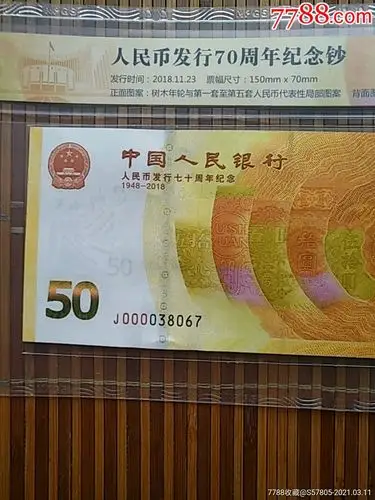 7788.com
人民币发行70周年纪念钞
发行时间：2018.11.23 票幅尺寸：150mm x 70mm
正面图案：树木年轮与第一套至第五套人民币代表性局部图案 背面
中国人民银行
人民币发行七十周年纪念
1948-2018
50
50
J000038067
7788收藏@S57805-2021.03.11